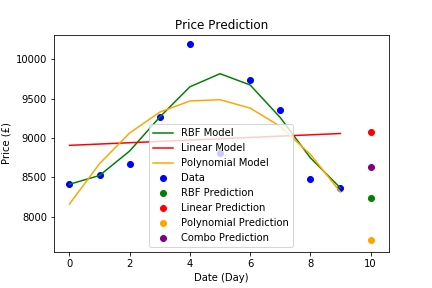 Price Prediction
Price (£)
10000
9500
9000
8500
8000
RBF Model
Linear Model
Polynomial Model
Data
RBF Prediction
Linear Prediction
Polynomial Prediction
Combo Prediction
0 2 4 6 8 10
Date (Day)